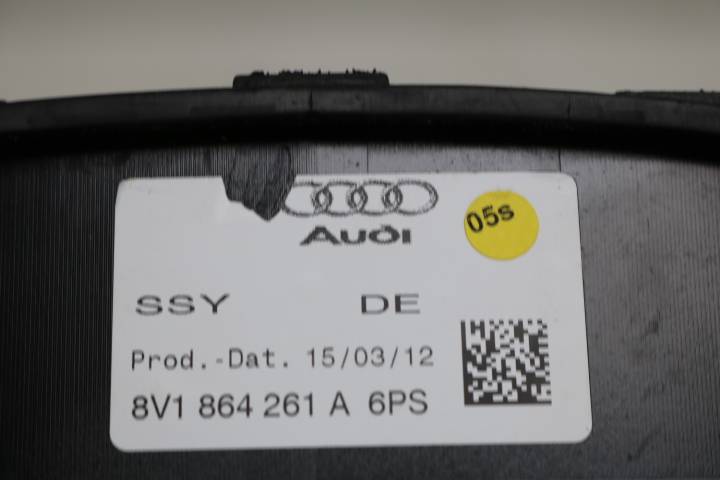 Audi
05s
SSY DE
Prod.-Dat. 15/03/12
8V1 864 261 A 6PS